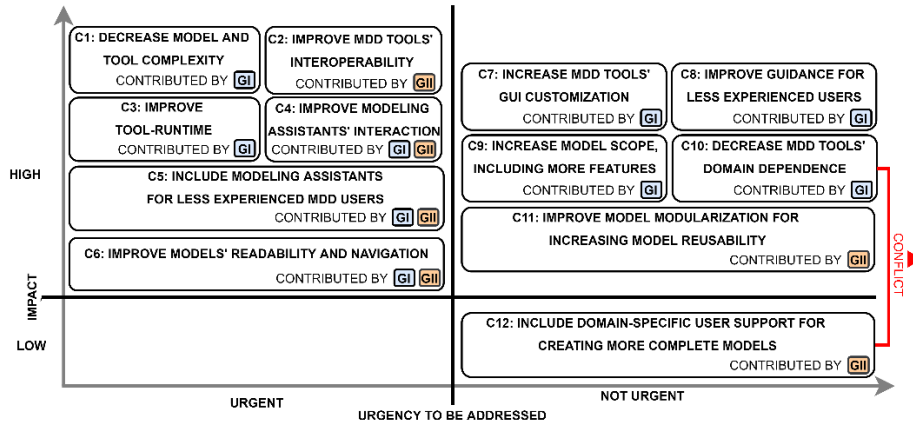 C1: DECREASE MODEL AND
TOOL COMPLEXITY
CONTRIBUTED BY GI
C2: IMPROVE MDD TOOLS'
INTEROPERABILITY
CONTRIBUTED BY GII
C3: IMPROVE
TOOL-RUNTIME
CONTRIBUTED BY GI
C4: IMPROVE MODELING
ASSISTANTS' INTERACTION
CONTRIBUTED BY GI GII
C5: INCLUDE MODELING ASSISTANTS
FOR LESS EXPERIENCED MDD USERS
CONTRIBUTED BY GI GII
C6: IMPROVE MODELS' READABILITY AND NAVIGATION
CONTRIBUTED BY GI GII
C7: INCREASE MDD TOOLS'
GUI CUSTOMIZATION
CONTRIBUTED BY GI
C8: IMPROVE GUIDANCE FOR
LESS EXPERIENCED USERS
CONTRIBUTED BY GI
C9: INCREASE MODEL SCOPE,
INCLUDING MORE FEATURES
CONTRIBUTED BY GI
C10: DECREASE MDD TOOLS'
DOMAIN DEPENDENCE
CONTRIBUTED BY GI
C11: IMPROVE MODEL MODULARIZATION FOR
INCREASING MODEL REUSABILITY
CONTRIBUTED BY GII
C12: INCLUDE DOMAIN-SPECIFIC USER SUPPORT FOR
CREATING MORE COMPLETE MODELS
CONTRIBUTED BY GII
CONFLICT
HIGH
IMPACT
LOW
URGENT
NOT URGENT
URGENCY TO BE ADDRESSED